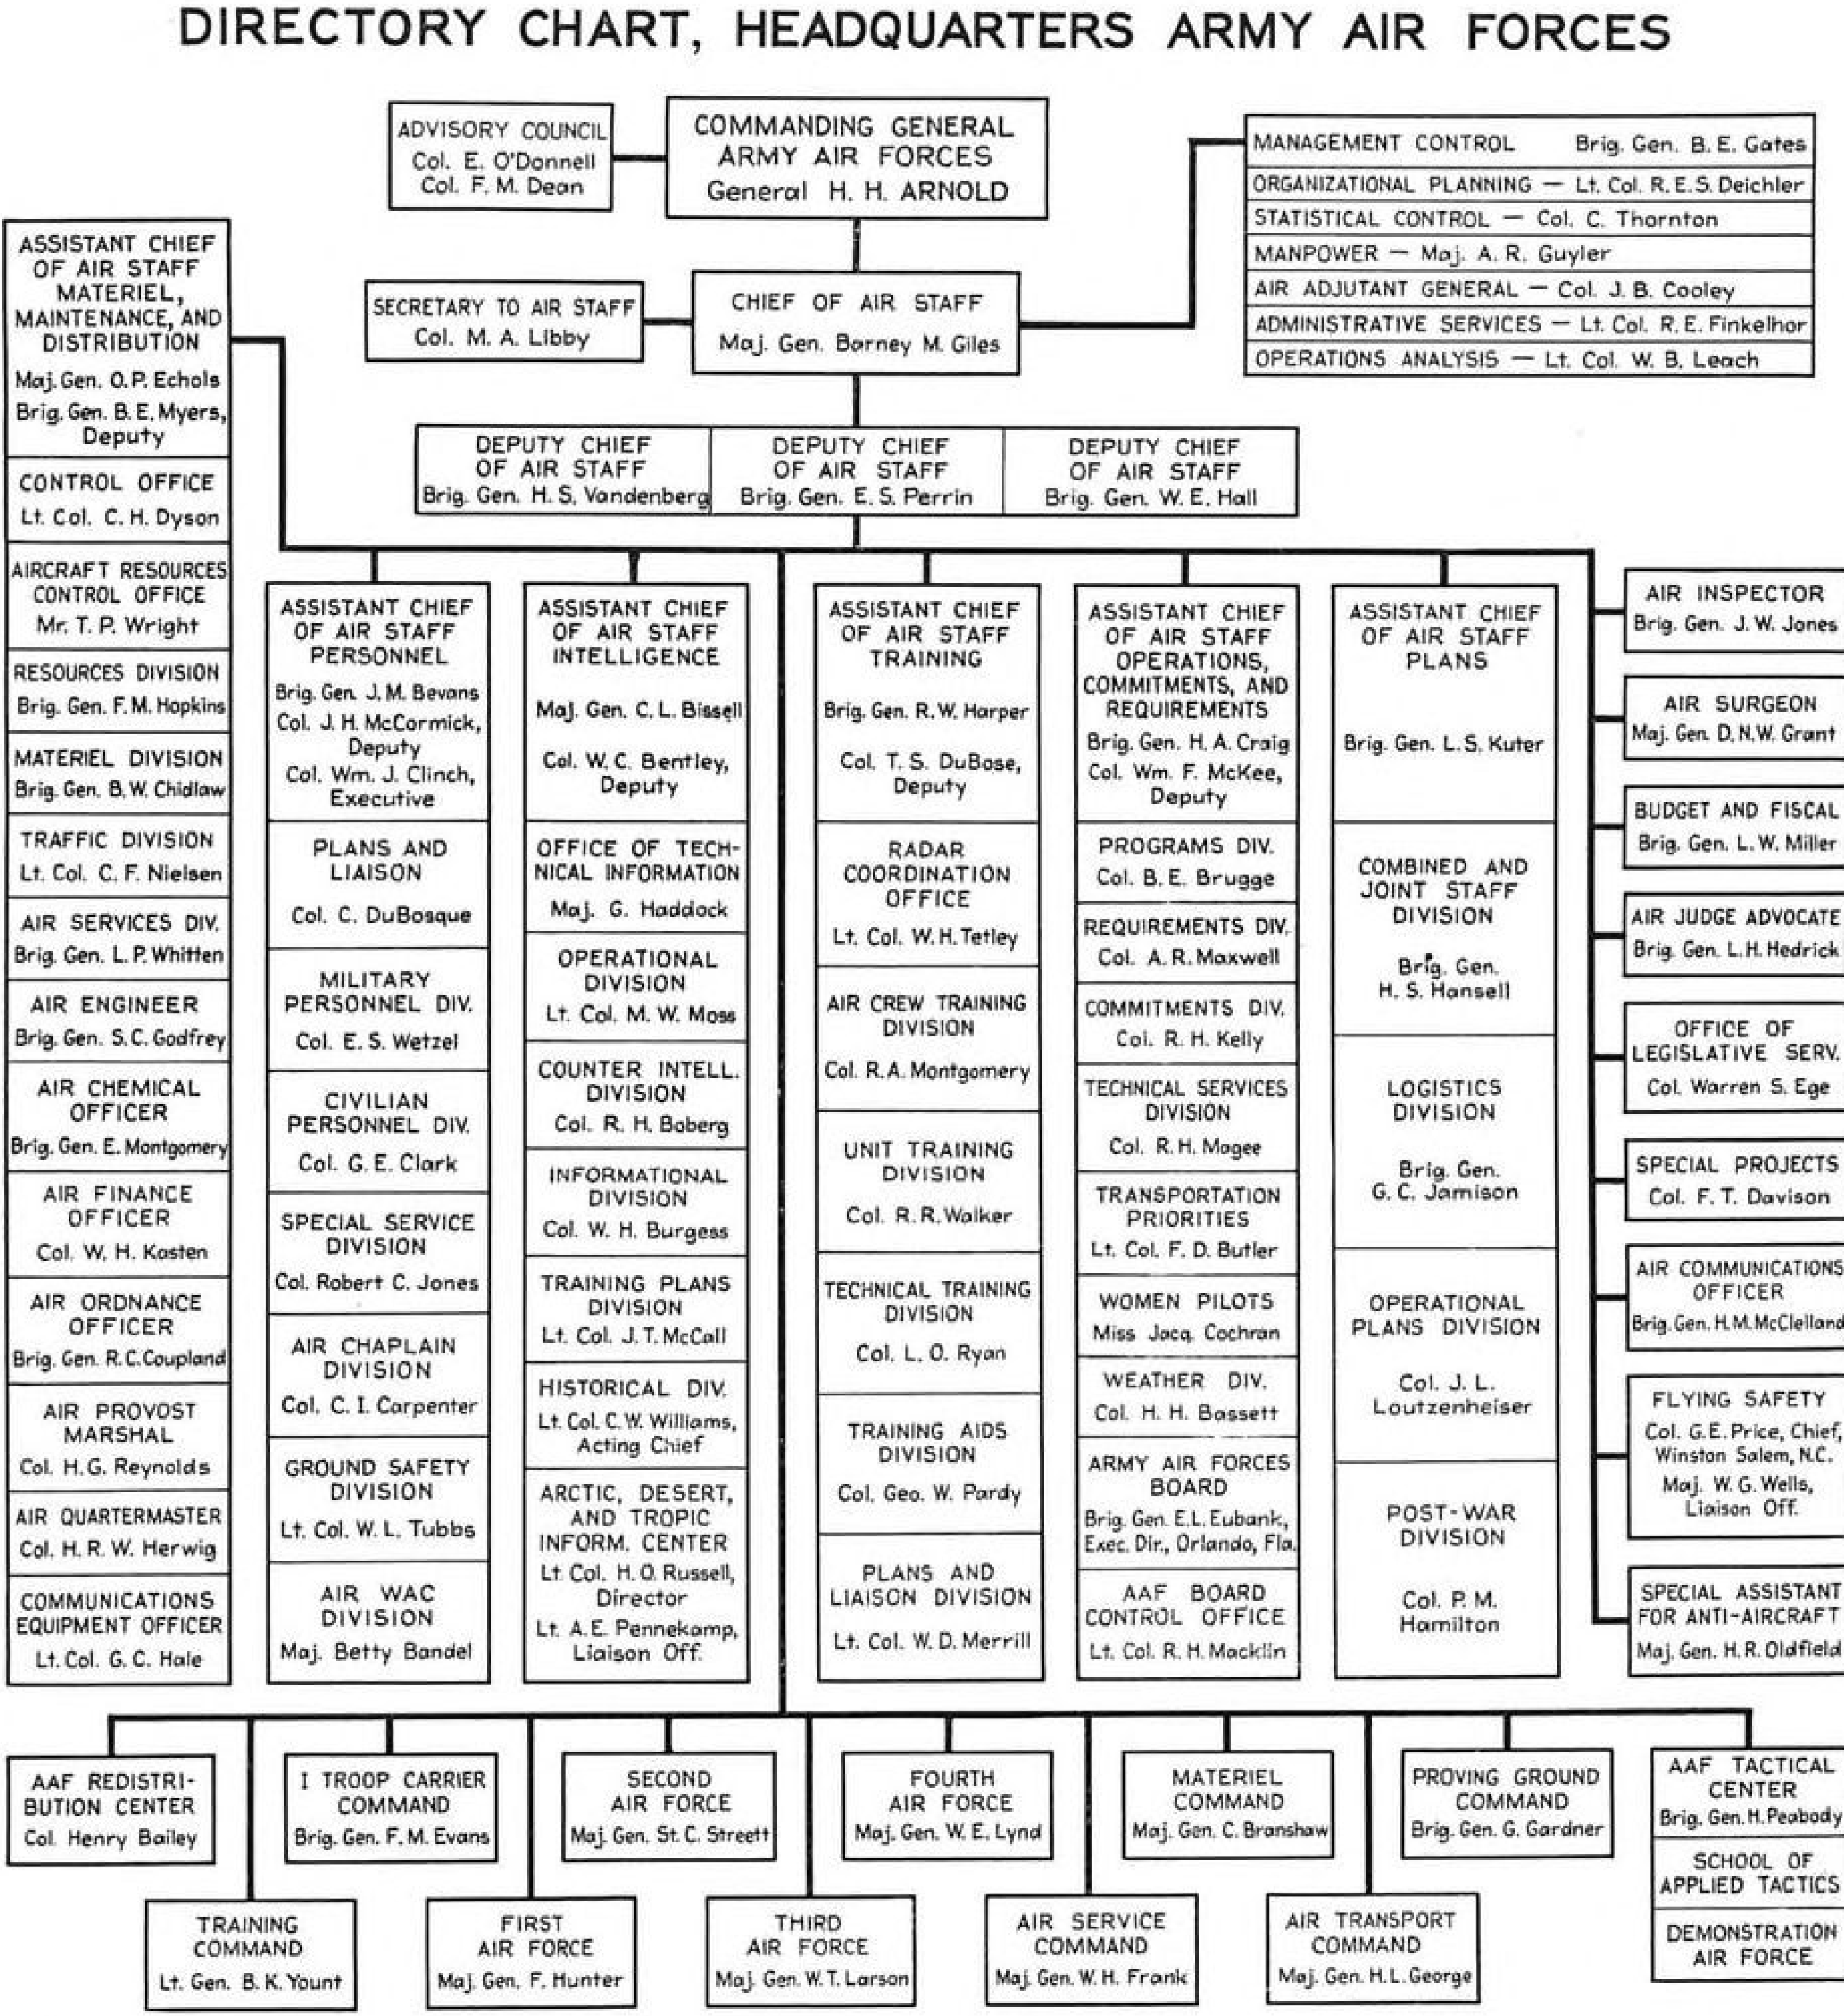 DIRECTORY CHART, HEADQUARTERS ARMY AIR FORCES
ADVISORY COUNCIL
Col. E. O'Donnell
Col. F. M. Dean
COMMANDING GENERAL
ARMY AIR FORCES
General H. H. ARNOLD
MANAGEMENT CONTROL Brig. Gen. B. E. Gates
ORGANIZATIONAL PLANNING — Lt. Col. R. E. S. Deichler
STATISTICAL CONTROL — Col. C. Thornton
MANPOWER — Maj. A. R. Guyler
AIR ADJUTANT GENERAL — Col. J. B. Cooley
ADMINISTRATIVE SERVICES — Lt. Col. R. E. Finkelhor
OPERATIONS ANALYSIS — Lt. Col. W. B. Leach
SECRETARY TO AIR STAFF
Col. M. A. Libby
CHIEF OF AIR STAFF
Maj. Gen. Barney M. Giles
DEPUTY CHIEF
OF AIR STAFF
Brig. Gen. H. S. Vandenberg
DEPUTY CHIEF
OF AIR STAFF
Brig. Gen. E. S. Perrin
DEPUTY CHIEF
OF AIR STAFF
Brig. Gen. W. E. Hall
ASSISTANT CHIEF
OF AIR STAFF
MATERIEL,
MAINTENANCE, AND
DISTRIBUTION
Maj. Gen. O. P. Echols
Brig. Gen. B. E. Myers,
Deputy
CONTROL OFFICE
Lt. Col. C. H. Dyson
AIRCRAFT RESOURCES
CONTROL OFFICE
Mr. T. P. Wright
RESOURCES DIVISION
Brig. Gen. F. M. Hopkins
MATERIEL DIVISION
Brig. Gen. B. W. Chidlaw
TRAFFIC DIVISION
Lt. Col. C. F. Nielsen
AIR SERVICES DIV.
Brig. Gen. L. P. Whitten
AIR ENGINEER
Brig. Gen. S. C. Godfrey
AIR CHEMICAL
OFFICER
Brig. Gen. E. Montgomery
AIR FINANCE
OFFICER
Col. W. H. Kasten
AIR ORDNANCE
OFFICER
Brig. Gen. R. C. Coupland
AIR PROVOST
MARSHAL
Col. H. G. Reynolds
AIR QUARTERMASTER
Col. H. R. W. Herwig
COMMUNICATIONS
EQUIPMENT OFFICER
Lt. Col. G. C. Hale
ASSISTANT CHIEF
OF AIR STAFF
PERSONNEL
Brig. Gen. J. M. Bevans
Col. J. H. McCormick,
Deputy
Col. Wm. J. Clinch,
Executive
PLANS AND
LIAISON
Col. C. DuBosque
MILITARY
PERSONNEL DIV.
Col. E. S. Wetzel
CIVILIAN
PERSONNEL DIV.
Col. G. E. Clark
SPECIAL SERVICE
DIVISION
Col. Robert C. Jones
AIR CHAPLAIN
DIVISION
Col. C. I. Carpenter
GROUND SAFETY
DIVISION
Lt. Col. W. L. Tubbs
AIR WAC
DIVISION
Maj. Betty Bandel
ASSISTANT CHIEF
OF AIR STAFF
INTELLIGENCE
Maj. Gen. C. L. Bissell
Col. W. C. Bentley,
Deputy
OFFICE OF TECH-
NICAL INFORMATION
Maj. G. Haddock
OPERATIONAL
DIVISION
Lt. Col. M. W. Moss
COUNTER INTELL.
DIVISION
Col. R. H. Boberg
INFORMATIONAL
DIVISION
Col. W. H. Burgess
TRAINING PLANS
DIVISION
Lt. Col. J. T. McCall
HISTORICAL DIV.
Lt. Col. C. W. Williams,
Acting Chief
ARCTIC, DESERT,
AND TROPIC
INFORM. CENTER
Lt. Col. H. O. Russell,
Director
Lt. A. E. Pennekamp,
Liaison Off.
ASSISTANT CHIEF
OF AIR STAFF
TRAINING
Brig. Gen. R. W. Harper
Col. T. S. DuBose,
Deputy
RADAR
COORDINATION
OFFICE
Lt. Col. W. H. Tetley
AIR CREW TRAINING
DIVISION
Col. R. A. Montgomery
UNIT TRAINING
DIVISION
Col. R. R. Walker
TECHNICAL TRAINING
DIVISION
Col. L. O. Ryan
TRAINING AIDS
DIVISION
Col. Geo. W. Pardy
PLANS AND
LIAISON DIVISION
Lt. Col. W. D. Merrill
ASSISTANT CHIEF
OF AIR STAFF
OPERATIONS,
COMMITMENTS, AND
REQUIREMENTS
Brig. Gen. H. A. Craig
Col. Wm. F. McKee,
Deputy
PROGRAMS DIV.
Col. B. E. Brugge
REQUIREMENTS DIV.
Col. A. R. Maxwell
COMMITMENTS DIV.
Col. R. H. Kelly
TECHNICAL SERVICES
DIVISION
Col. R. H. Magee
TRANSPORTATION
PRIORITIES
Lt. Col. F. D. Butler
WOMEN PILOTS
Miss Jacq. Cochran
WEATHER DIV.
Col. H. H. Bassett
ARMY AIR FORCES
BOARD
Brig. Gen. E. L. Eubank,
Exec. Dir., Orlando, Fla.
AAF BOARD
CONTROL OFFICE
Lt. Col. R. H. Macklin
ASSISTANT CHIEF
OF AIR STAFF
PLANS
Brig. Gen. L. S. Kuter
COMBINED AND
JOINT STAFF
DIVISION
Brig. Gen.
H. S. Hansell
LOGISTICS
DIVISION
Brig. Gen.
G. C. Jamison
OPERATIONAL
PLANS DIVISION
Col. J. L.
Loutzenheiser
POST-WAR
DIVISION
Col. P. M.
Hamilton
AIR INSPECTOR
Brig. Gen. J. W. Jones
AIR SURGEON
Maj. Gen. D. N. W. Grant
BUDGET AND FISCAL
Brig. Gen. L. W. Miller
AIR JUDGE ADVOCATE
Brig. Gen. L. H. Hedrick
OFFICE OF
LEGISLATIVE SERV.
Col. Warren S. Ege
SPECIAL PROJECTS
Col. F. T. Davison
AIR COMMUNICATIONS
OFFICER
Brig. Gen. H. M. McClelland
FLYING SAFETY
Col. G. E. Price, Chief,
Winston Salem, N.C.
Maj. W. G. Wells,
Liaison Off.
SPECIAL ASSISTANT
FOR ANTI-AIRCRAFT
Maj. Gen. H. R. Oldfield
AAF REDISTRI-
BUTION CENTER
Col. Henry Bailey
TRAINING
COMMAND
Lt. Gen. B. K. Yount
I TROOP CARRIER
COMMAND
Brig. Gen. F. M. Evans
FIRST
AIR FORCE
Maj. Gen. F. Hunter
SECOND
AIR FORCE
Maj. Gen. St. C. Streett
THIRD
AIR FORCE
Maj. Gen. W. T. Larson
FOURTH
AIR FORCE
Maj. Gen. W. E. Lynd
AIR SERVICE
COMMAND
Maj. Gen. W. H. Frank
MATERIEL
COMMAND
Maj. Gen. C. Branshaw
AIR TRANSPORT
COMMAND
Maj. Gen. H. L. George
PROVING GROUND
COMMAND
Brig. Gen. G. Gardner
AAF TACTICAL
CENTER
Brig. Gen. H. Peabody
SCHOOL OF
APPLIED TACTICS
DEMONSTRATION
AIR FORCE